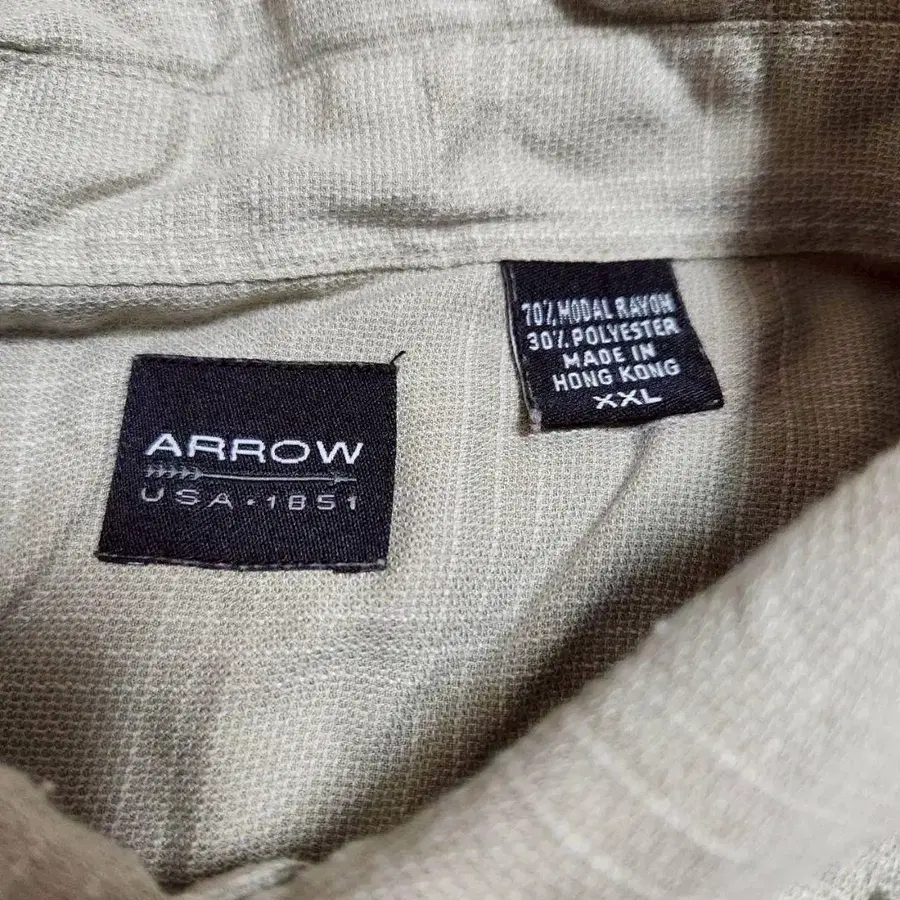 ARROW
USA·1851
70% MODAL RAYON
30% POLYESTER
MADE IN
HONG KONG
XXL